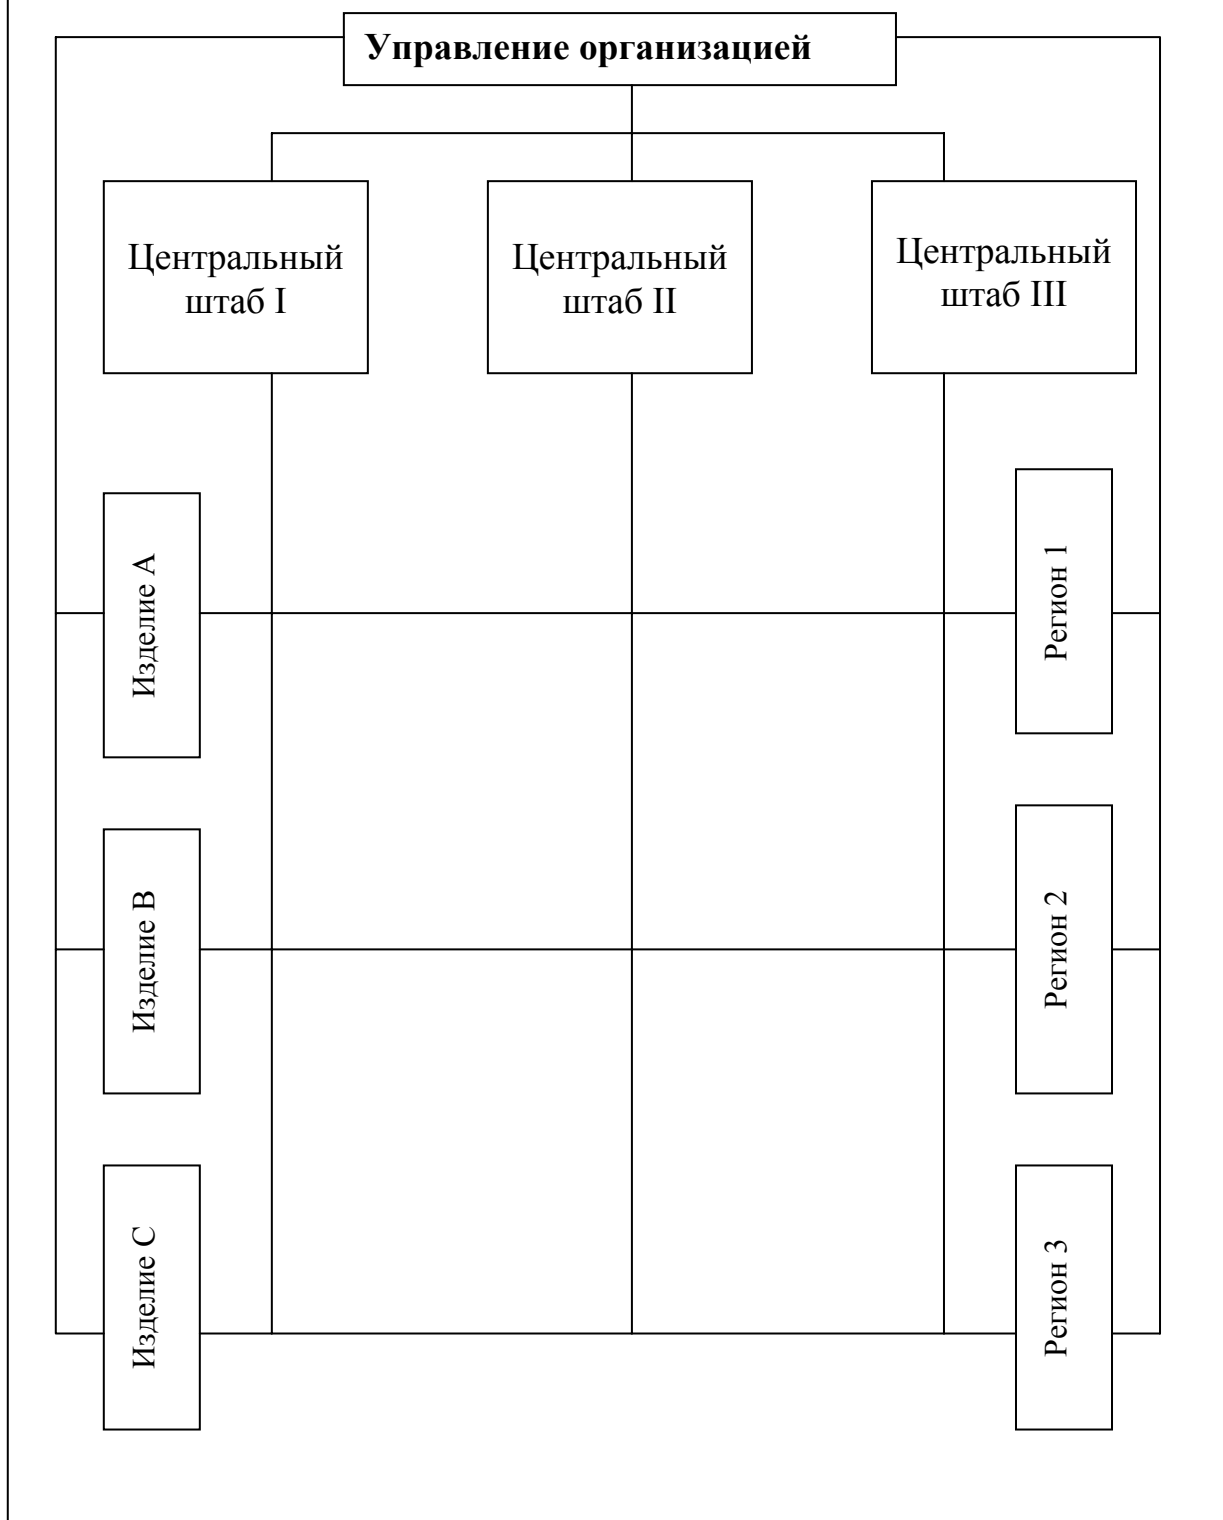 Управление организацией
Центральный
штаб I
Центральный
штаб II
Центральный
штаб III
Изделие А
Регион 1
Изделие В
Регион 2
Изделие С
Регион 3